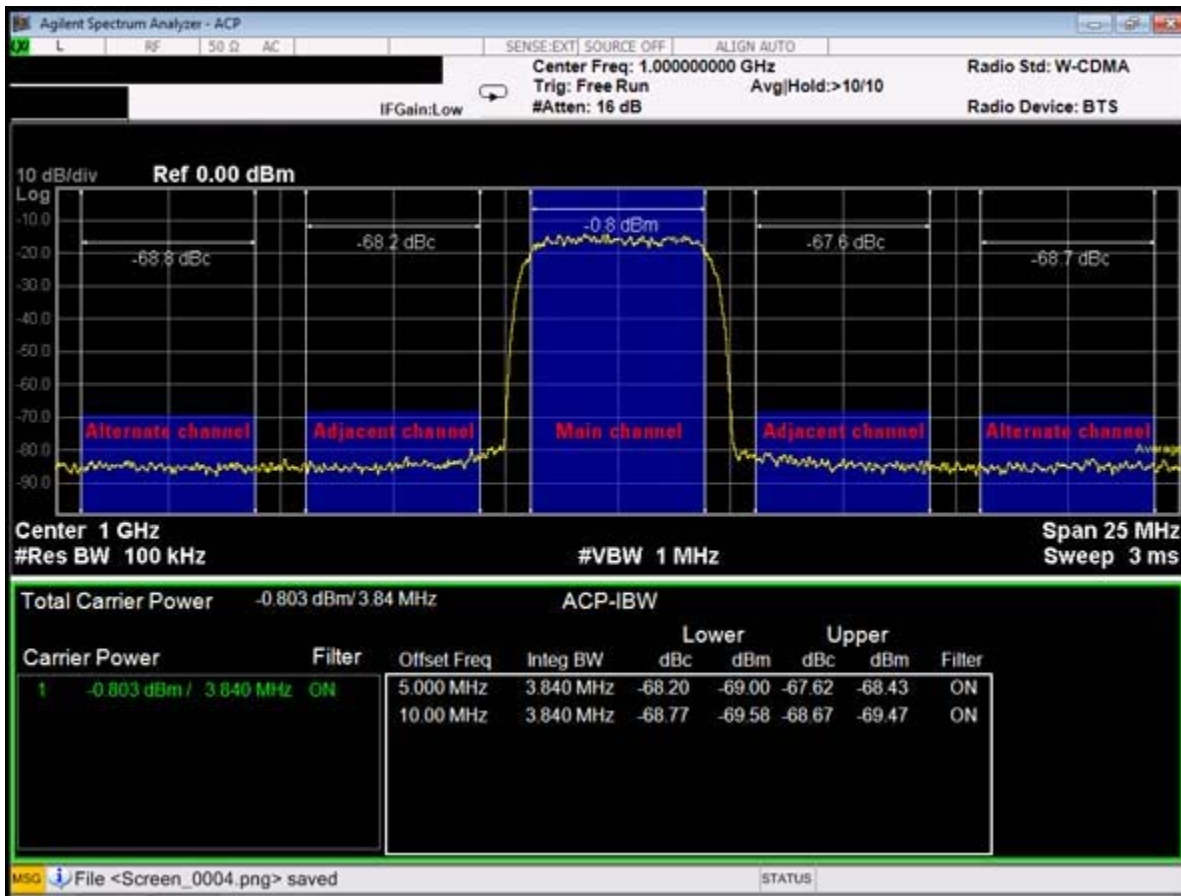 Agilent Spectrum Analyzer - ACP
L RF 50 Ω AC SENSE:EXT SOURCE OFF ALIGN AUTO
Center Freq: 1.000000000 GHz Radio Std: W-CDMA
Trig: Free Run Avg|Hold:>10/10
IFGain:Low #Atten: 16 dB Radio Device: BTS
10 dB/div Ref 0.00 dBm
Log
-10.0
-20.0
-30.0
-40.0
-50.0
-60.0
-70.0
-80.0
-90.0
-68.8 dBc
-68.2 dBc
-0.8 dBm
-67.6 dBc
-68.7 dBc
Alternate channel Adjacent channel Main channel Adjacent channel Alternate channel
Average
Center 1 GHz Span 25 MHz
#Res BW 100 kHz #VBW 1 MHz Sweep 3 ms
Total Carrier Power -0.803 dBm/ 3.84 MHz ACP-IBW
Lower Upper
Carrier Power Filter Offset Freq Integ BW dBc dBm dBc dBm Filter
1 -0.803 dBm / 3.840 MHz ON 5.000 MHz 3.840 MHz -68.20 -69.00 -67.62 -68.43 ON
10.00 MHz 3.840 MHz -68.77 -69.58 -68.67 -69.47 ON
MSG File <Screen_0004.png> saved STATUS